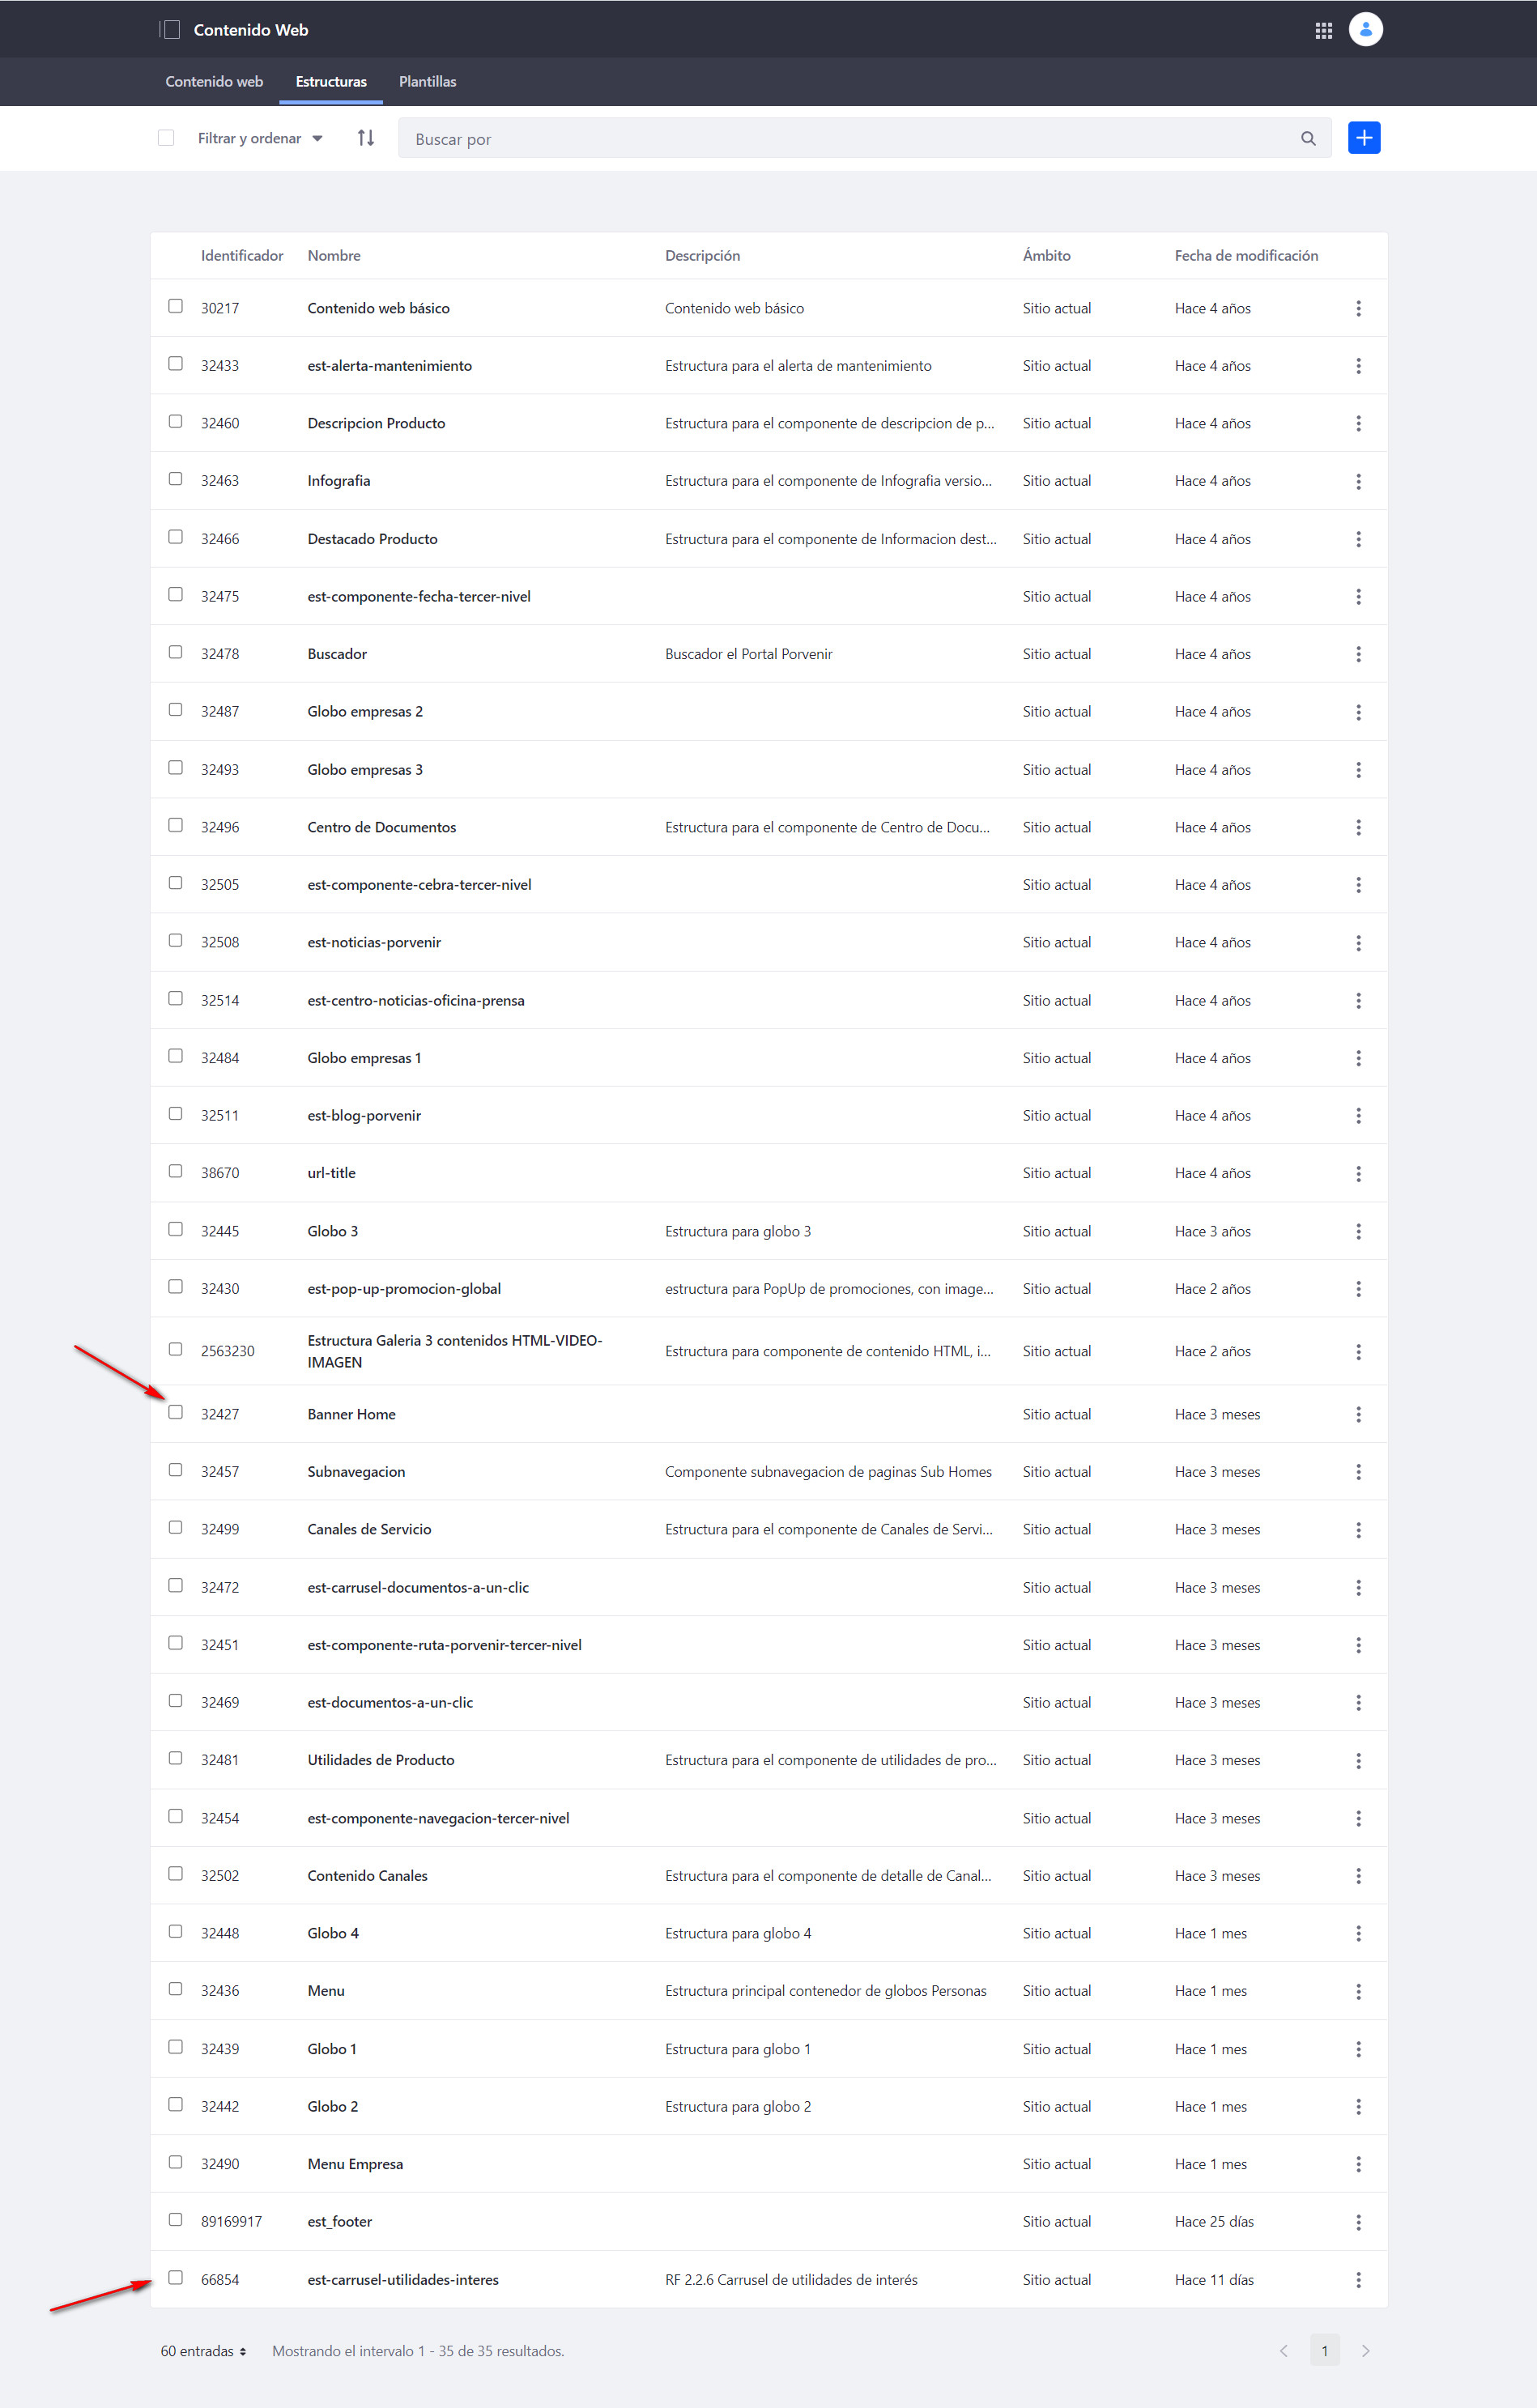 Contenido Web
Contenido web Estructuras Plantillas
Filtrar y ordenar Buscar por
Identificador Nombre Descripción Ámbito Fecha de modificación
30217 Contenido web básico Contenido web básico Sitio actual Hace 4 años
32433 est-alerta-mantenimiento Estructura para el alerta de mantenimiento Sitio actual Hace 4 años
32460 Descripcion Producto Estructura para el componente de descripcion de p... Sitio actual Hace 4 años
32463 Infografia Estructura para el componente de Infografia versio... Sitio actual Hace 4 años
32466 Destacado Producto Estructura para el componente de Informacion dest... Sitio actual Hace 4 años
32475 est-componente-fecha-tercer-nivel Sitio actual Hace 4 años
32478 Buscador Buscador el Portal Porvenir Sitio actual Hace 4 años
32487 Globo empresas 2 Sitio actual Hace 4 años
32493 Globo empresas 3 Sitio actual Hace 4 años
32496 Centro de Documentos Estructura para el componente de Centro de Docu... Sitio actual Hace 4 años
32505 est-componente-cebra-tercer-nivel Sitio actual Hace 4 años
32508 est-noticias-porvenir Sitio actual Hace 4 años
32514 est-centro-noticias-oficina-prensa Sitio actual Hace 4 años
32484 Globo empresas 1 Sitio actual Hace 4 años
32511 est-blog-porvenir Sitio actual Hace 4 años
38670 url-title Sitio actual Hace 4 años
32445 Globo 3 Estructura para globo 3 Sitio actual Hace 3 años
32430 est-pop-up-promocion-global estructura para PopUp de promociones, con image... Sitio actual Hace 2 años
2563230 Estructura Galeria 3 contenidos HTML-VIDEO-
IMAGEN Estructura para componente de contenido HTML, i... Sitio actual Hace 2 años
32427 Banner Home Sitio actual Hace 3 meses
32457 Subnavegacion Componente subnavegacion de paginas Sub Homes Sitio actual Hace 3 meses
32499 Canales de Servicio Estructura para el componente de Canales de Servi... Sitio actual Hace 3 meses
32472 est-carrusel-documentos-a-un-clic Sitio actual Hace 3 meses
32451 est-componente-ruta-porvenir-tercer-nivel Sitio actual Hace 3 meses
32469 est-documentos-a-un-clic Sitio actual Hace 3 meses
32481 Utilidades de Producto Estructura para el componente de utilidades de pro... Sitio actual Hace 3 meses
32454 est-componente-navegacion-tercer-nivel Sitio actual Hace 3 meses
32502 Contenido Canales Estructura para el componente de detalle de Canal... Sitio actual Hace 3 meses
32448 Globo 4 Estructura para globo 4 Sitio actual Hace 1 mes
32436 Menu Estructura principal contenedor de globos Personas Sitio actual Hace 1 mes
32439 Globo 1 Estructura para globo 1 Sitio actual Hace 1 mes
32442 Globo 2 Estructura para globo 2 Sitio actual Hace 1 mes
32490 Menu Empresa Sitio actual Hace 1 mes
89169917 est_footer Sitio actual Hace 25 días
66854 est-carrusel-utilidades-interes RF 2.2.6 Carrusel de utilidades de interés Sitio actual Hace 11 días
60 entradas Mostrando el intervalo 1 - 35 de 35 resultados. 1